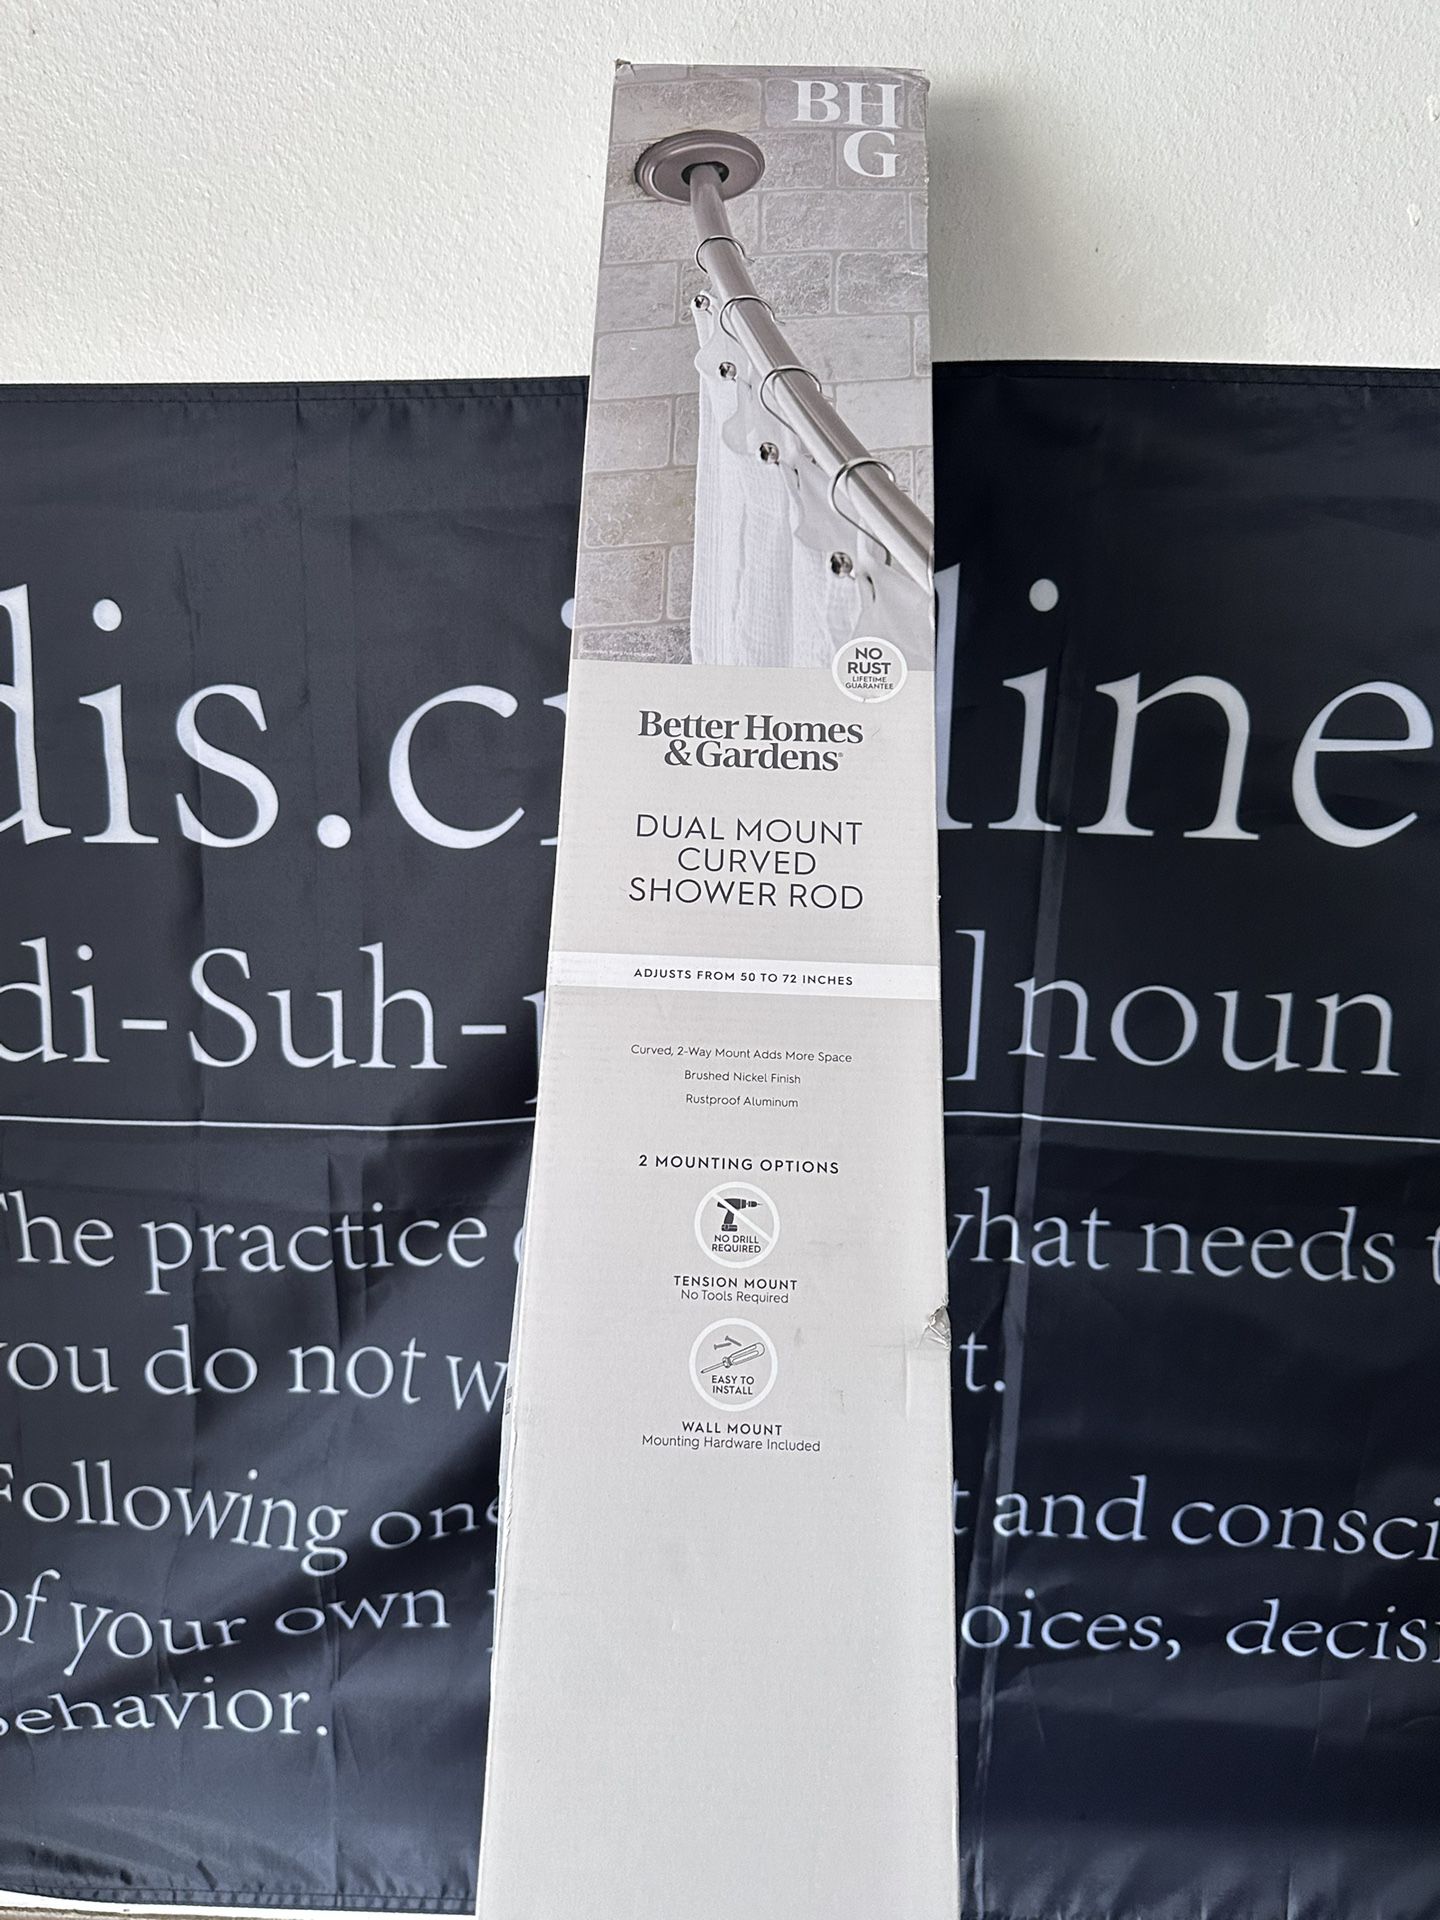 BH
G
NO
RUST
LIFETIME
GUARANTEE
Better Homes
& Gardens®
DUAL MOUNT
CURVED
SHOWER ROD
ADJUSTS FROM 50 TO 72 INCHES
Curved, 2-Way Mount Adds More Space
Brushed Nickel Finish
Rustproof Aluminum
2 MOUNTING OPTIONS
NO DRILL
REQUIRED
TENSION MOUNT
No Tools Required
EASY TO
INSTALL
WALL MOUNT
Mounting Hardware Included
dis.ci line
di-Suh- ]noun
The practice what needs t
you do not w t.
Following one t and consci
of your own oices, decisi
behavior.